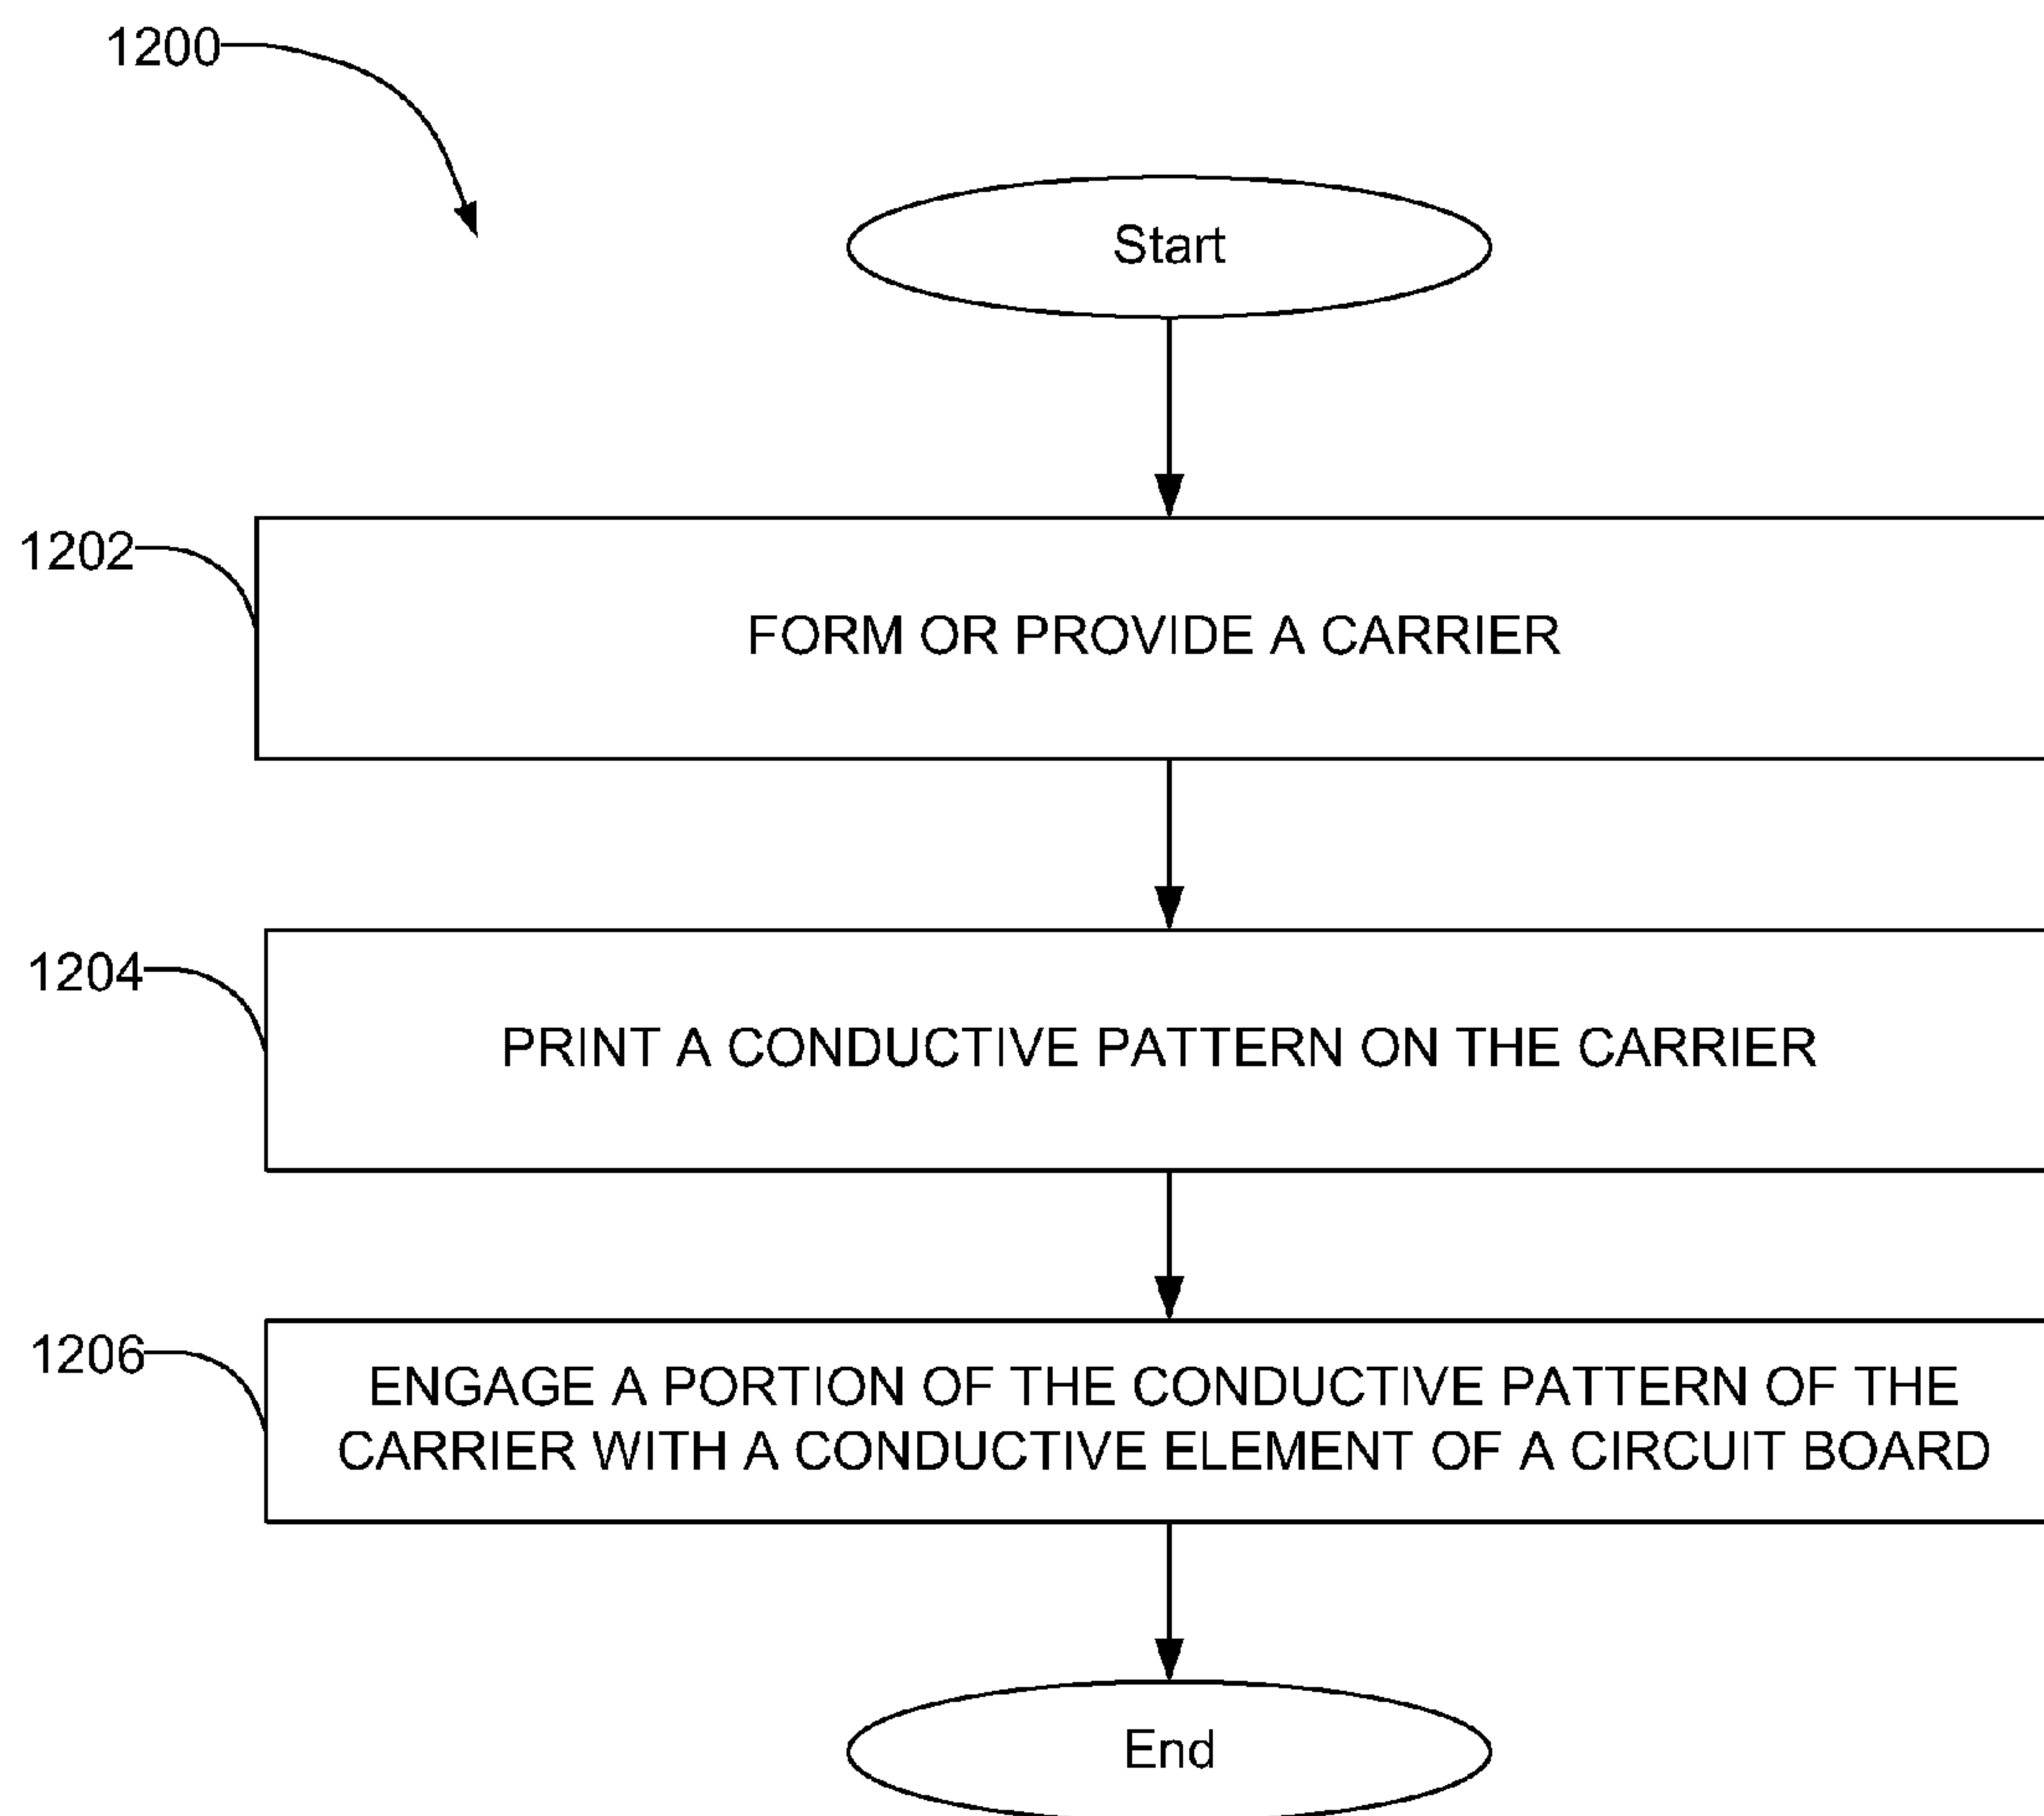 1200
Start
1202
FORM OR PROVIDE A CARRIER
1204
PRINT A CONDUCTIVE PATTERN ON THE CARRIER
1206
ENGAGE A PORTION OF THE CONDUCTIVE PATTERN OF THE
CARRIER WITH A CONDUCTIVE ELEMENT OF A CIRCUIT BOARD
End